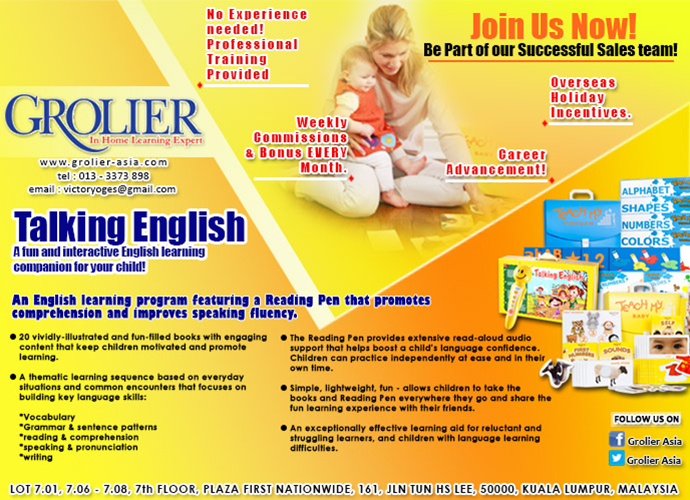 No Experience
needed!
Professional
Training
Provided
Join Us Now!
Be Part of our Successful Sales team!
Overseas
Holiday
Incentives.
Weekly
Commissions
& Bonus EVERY
Month.
Career
Advancement!
GROLIER
In-Home Learning Expert
www.grolier-asia.com
tel : 013 - 3373 898
email : victoryoges@gmail.com
Talking English
A fun and interactive English learning
companion for your child!
An English learning program featuring a Reading Pen that promotes
comprehension and improves speaking fluency.
● 20 vividly-illustrated and fun-filled books with engaging
content that keep children motivated and promote
learning.
● A thematic learning sequence based on everyday
situations and common encounters that focuses on
building key language skills:
*Vocabulary
*Grammar & sentence patterns
*reading & comprehension
*speaking & pronunciation
*writing
● The Reading Pen provides extensive read-aloud audio
support that helps boost a child's language confidence.
Children can practice independently at ease and in their
own time.
● Simple, lightweight, fun - allows children to take the
books and Reading Pen everywhere they go and share the
fun learning experience with their friends.
● An exceptionally effective learning aid for reluctant and
struggling learners, and children with language learning
difficulties.
ALPHABET
SHAPES
NUMBERS
COLORS
Talking English
TEACH MY
BABY
FIRST
NUMBERS
SOUNDS
SELF
FOLLOW US ON
Grolier Asia
Grolier Asia
LOT 7.01, 7.06 - 7.08, 7th FLOOR, PLAZA FIRST NATIONWIDE, 161, JLN TUN HS LEE, 50000. KUALA LUMPUR, MALAYSIA